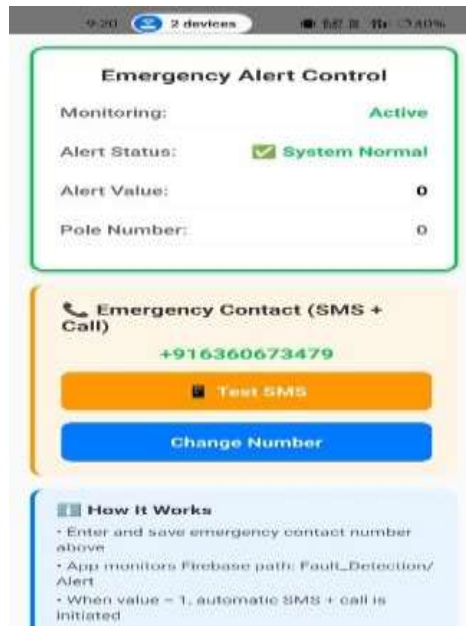 9:20 2 devices 80%
Emergency Alert Control
Monitoring: Active
Alert Status: ✅ System Normal
Alert Value: 0
Pole Number: 0
📞 Emergency Contact (SMS +
Call)
+916360673479
Test SMS
Change Number
How It Works
• Enter and save emergency contact number
above
• App monitors Firebase path: Fault_Detection/
Alert
• When value = 1, automatic SMS + call is
initiated